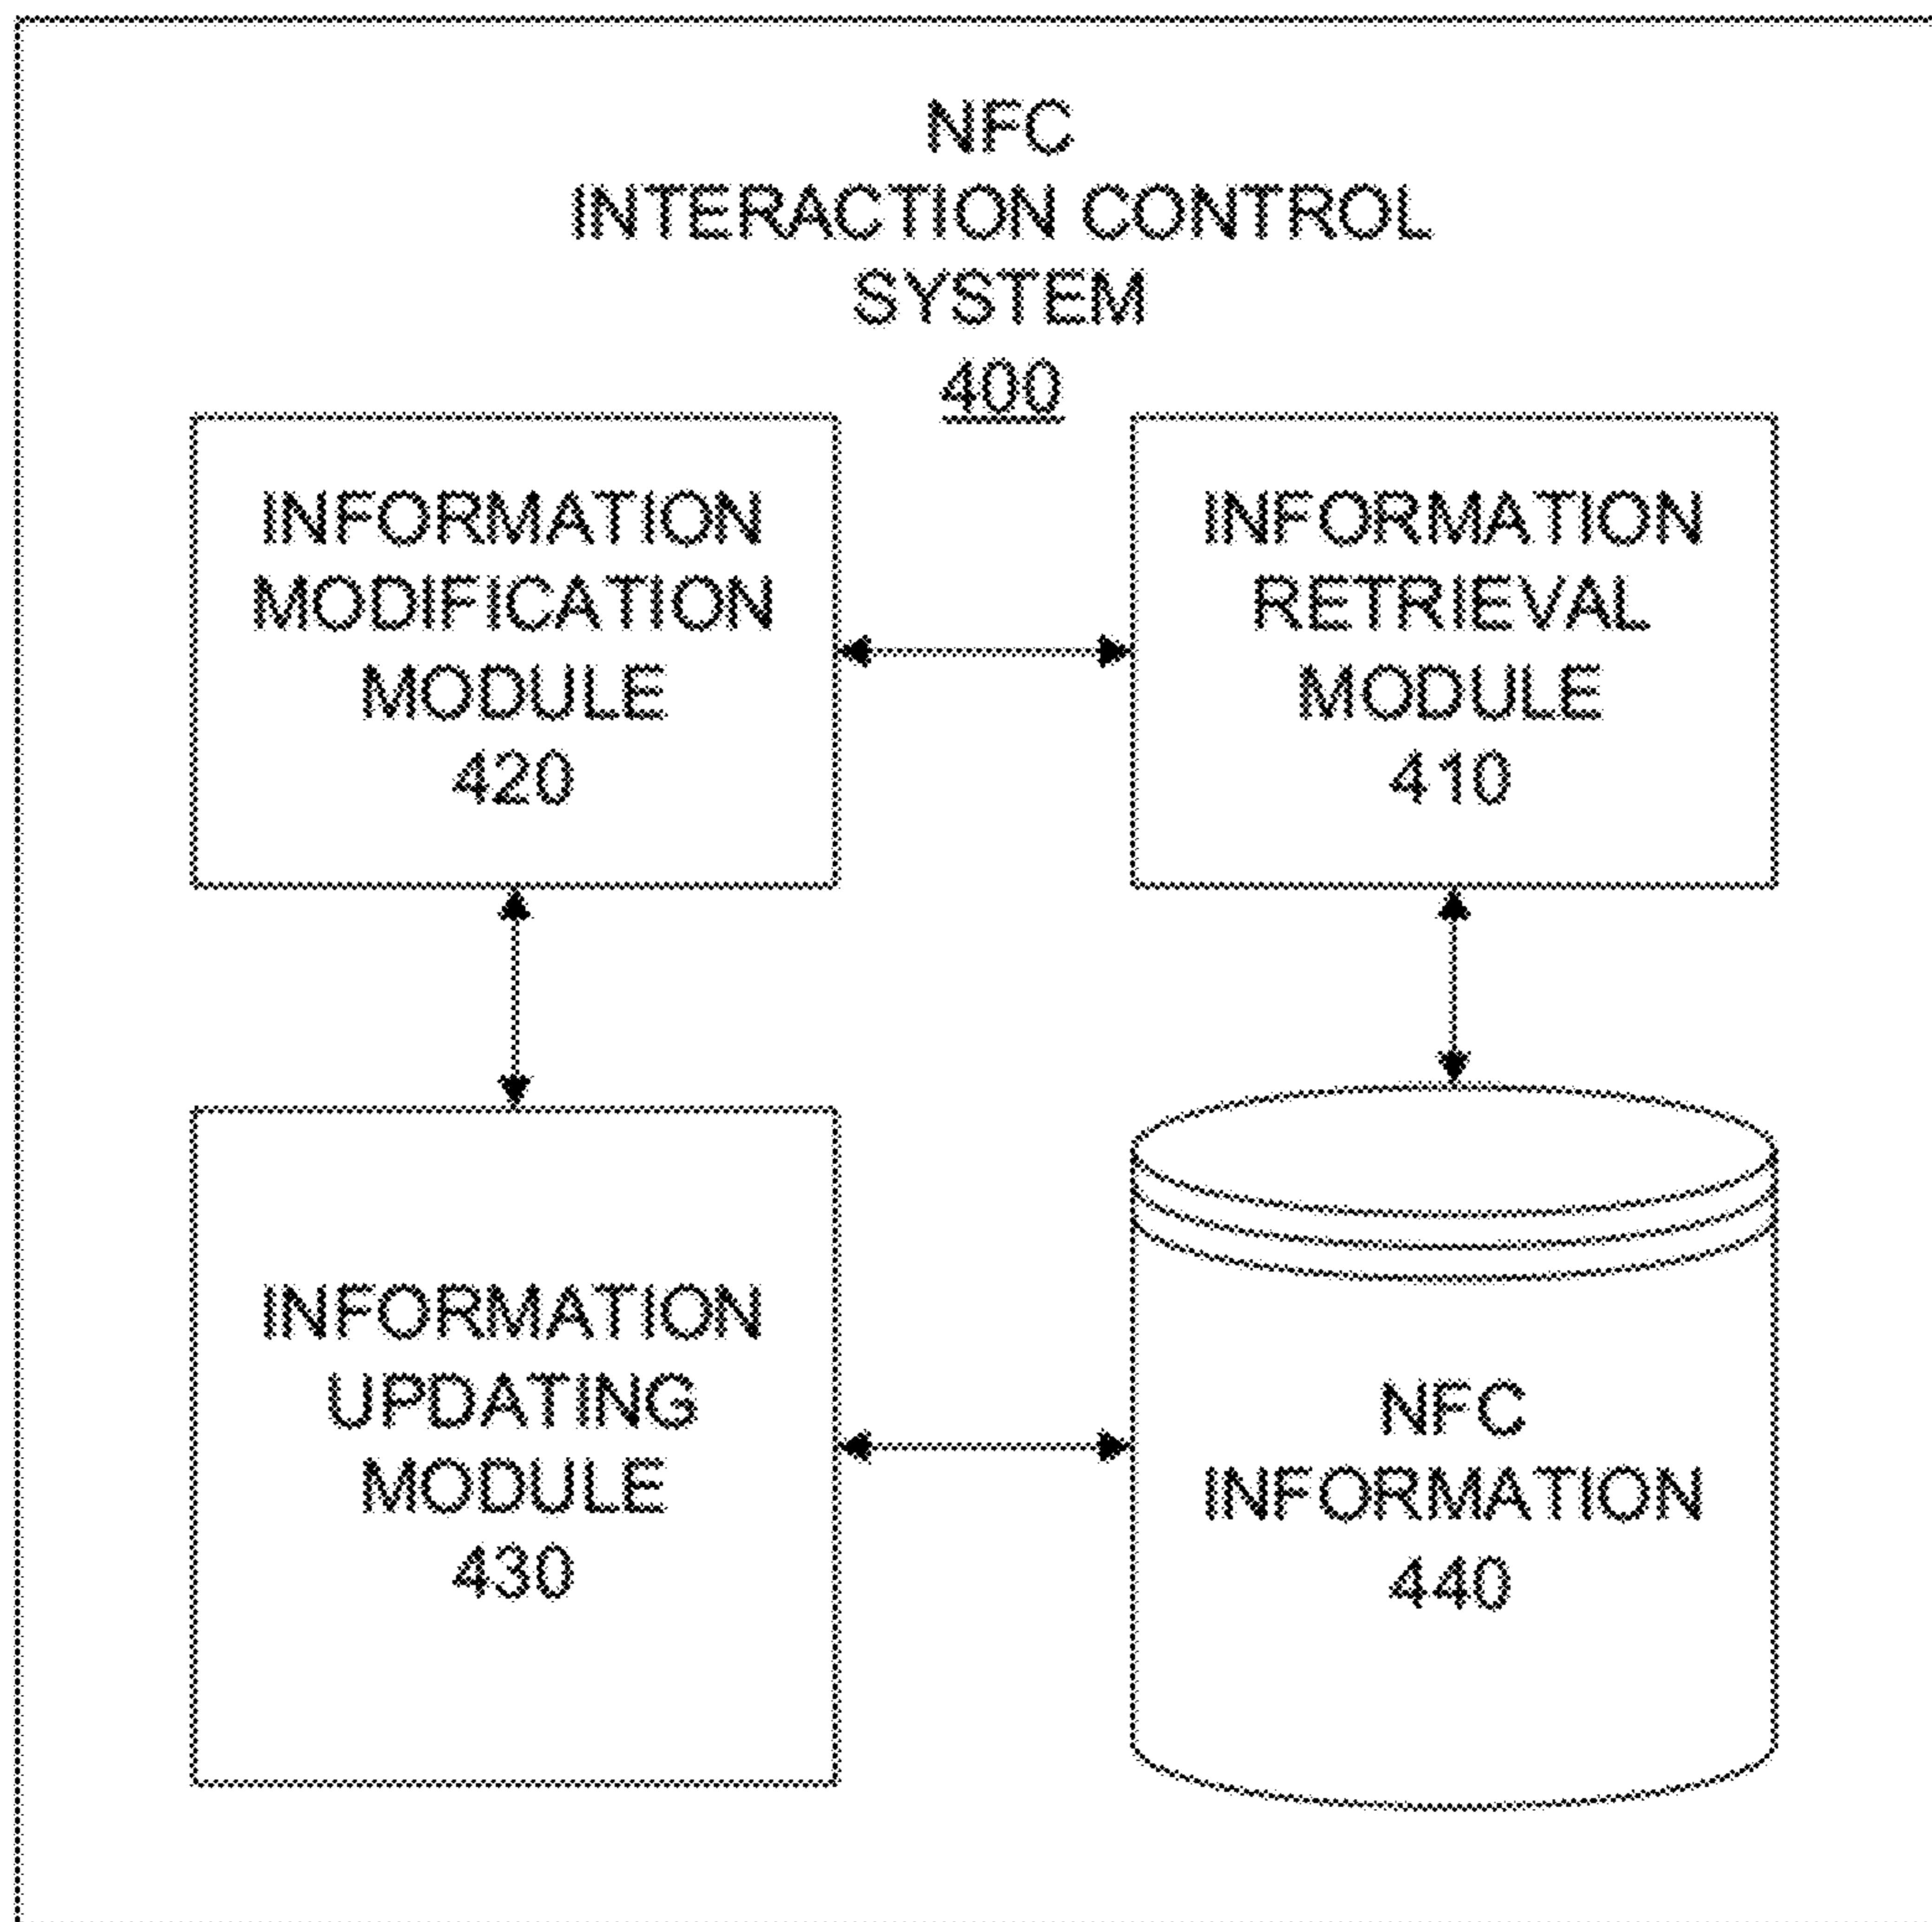 NFC
INTERACTION CONTROL
SYSTEM
400
INFORMATION
MODIFICATION
MODULE
420
INFORMATION
RETRIEVAL
MODULE
410
INFORMATION
UPDATING
MODULE
430
NFC
INFORMATION
440